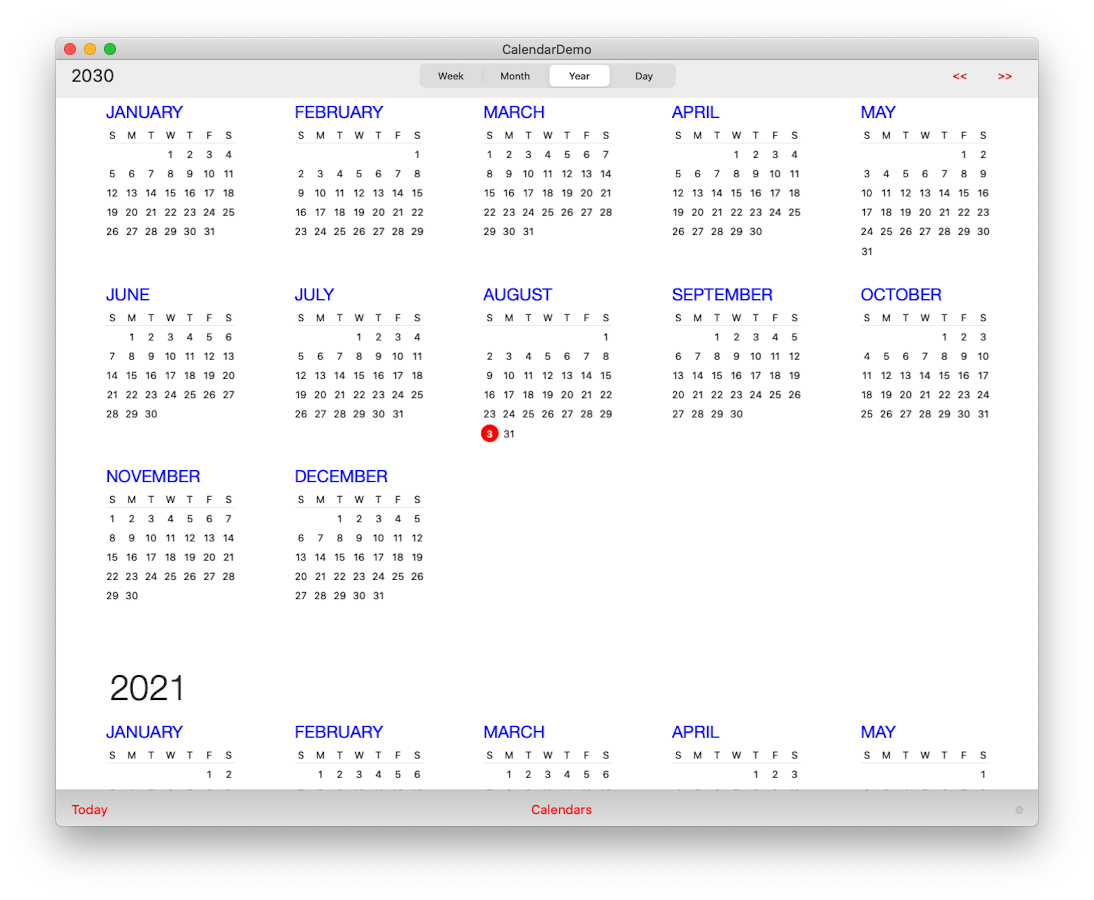 CalendarDemo
2030 Week Month Year Day << >>
JANUARY FEBRUARY MARCH APRIL MAY
S M T W T F S S M T W T F S S M T W T F S S M T W T F S S M T W T F S
1 2 3 4 1 1 2 3 4 5 6 7 1 2 3 4 1 2
5 6 7 8 9 10 11 2 3 4 5 6 7 8 8 9 10 11 12 13 14 5 6 7 8 9 10 11 3 4 5 6 7 8 9
12 13 14 15 16 17 18 9 10 11 12 13 14 15 15 16 17 18 19 20 21 12 13 14 15 16 17 18 10 11 12 13 14 15 16
19 20 21 22 23 24 25 16 17 18 19 20 21 22 22 23 24 25 26 27 28 19 20 21 22 23 24 25 17 18 19 20 21 22 23
26 27 28 29 30 31 23 24 25 26 27 28 29 29 30 31 26 27 28 29 30 24 25 26 27 28 29 30
31
JUNE JULY AUGUST SEPTEMBER OCTOBER
S M T W T F S S M T W T F S S M T W T F S S M T W T F S S M T W T F S
1 2 3 4 5 6 1 2 3 4 1 1 2 3 4 5 1 2 3
7 8 9 10 11 12 13 5 6 7 8 9 10 11 2 3 4 5 6 7 8 6 7 8 9 10 11 12 4 5 6 7 8 9 10
14 15 16 17 18 19 20 12 13 14 15 16 17 18 9 10 11 12 13 14 15 13 14 15 16 17 18 19 11 12 13 14 15 16 17
21 22 23 24 25 26 27 19 20 21 22 23 24 25 16 17 18 19 20 21 22 20 21 22 23 24 25 26 18 19 20 21 22 23 24
28 29 30 26 27 28 29 30 31 23 24 25 26 27 28 29 27 28 29 30 25 26 27 28 29 30 31
3 31
NOVEMBER DECEMBER
S M T W T F S S M T W T F S
1 2 3 4 5 6 7 1 2 3 4 5
8 9 10 11 12 13 14 6 7 8 9 10 11 12
15 16 17 18 19 20 21 13 14 15 16 17 18 19
22 23 24 25 26 27 28 20 21 22 23 24 25 26
29 30 27 28 29 30 31
2021
JANUARY FEBRUARY MARCH APRIL MAY
S M T W T F S S M T W T F S S M T W T F S S M T W T F S S M T W T F S
1 2 1 2 3 4 5 6 1 2 3 4 5 6 1 2 3 1
Today Calendars